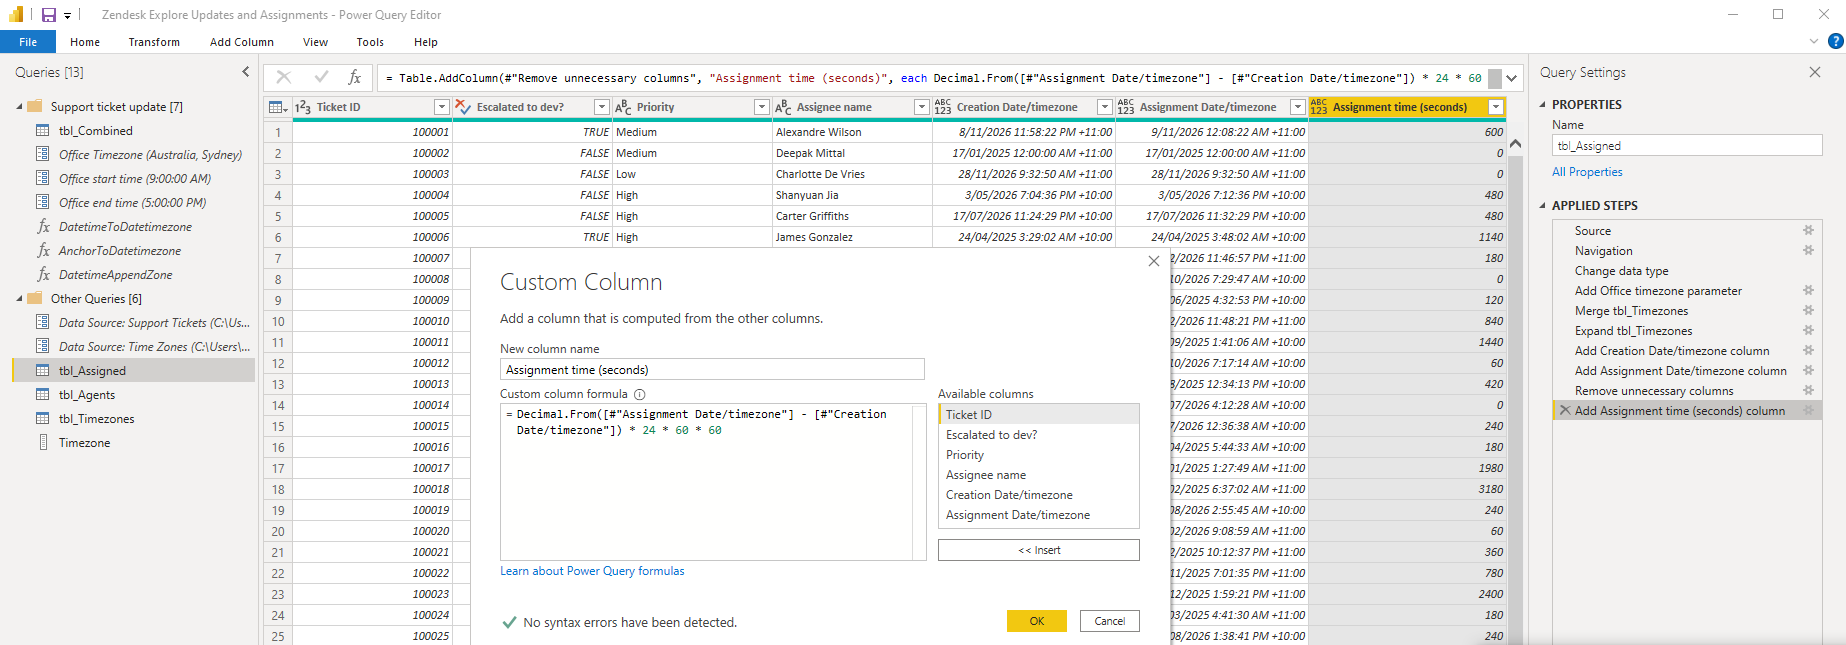 Zendesk Explore Updates and Assignments - Power Query Editor
File Home Transform Add Column View Tools Help
Queries [13]
Support ticket update [7]
tbl_Combined
Office Timezone (Australia, Sydney)
Office start time (9:00:00 AM)
Office end time (5:00:00 PM)
fx DatetimeToDatetimezone
fx AnchorToDatetimezone
fx DatetimeAppendZone
Other Queries [6]
Data Source: Support Tickets (C:\Us...
Data Source: Time Zones (C:\Users\...
tbl_Assigned
tbl_Agents
tbl_Timezones
Timezone
fx = Table.AddColumn(#"Remove unnecessary columns", "Assignment time (seconds)", each Decimal.From([#"Assignment Date/timezone"] - [#"Creation Date/timezone"]) * 24 * 60
123 Ticket ID Escalated to dev? ABC Priority ABC Assignee name ABC 123 Creation Date/timezone ABC 123 Assignment Date/timezone ABC 123 Assignment time (seconds)
1 100001 TRUE Medium Alexandre Wilson 8/11/2026 11:58:22 PM +11:00 9/11/2026 12:08:22 AM +11:00 600
2 100002 FALSE Medium Deepak Mittal 17/01/2025 12:00:00 AM +11:00 17/01/2025 12:00:00 AM +11:00 0
3 100003 FALSE Low Charlotte De Vries 28/11/2026 9:32:50 AM +11:00 28/11/2026 9:32:50 AM +11:00 0
4 100004 FALSE High Shanyuan Jia 3/05/2026 7:04:36 PM +10:00 3/05/2026 7:12:36 PM +10:00 480
5 100005 FALSE High Carter Griffiths 17/07/2026 11:24:29 PM +10:00 17/07/2026 11:32:29 PM +10:00 480
6 100006 TRUE High James Gonzalez 24/04/2025 3:29:02 AM +10:00 24/04/2025 3:48:02 AM +10:00 1140
7 100007 2/2026 11:46:57 PM +11:00 180
8 100008 10/2026 7:29:47 AM +10:00 0
9 100009 06/2025 4:32:53 PM +10:00 120
10 100010 2/2026 11:48:21 PM +11:00 840
11 100011 09/2025 1:41:06 AM +10:00 1440
12 100012 10/2026 7:17:14 AM +10:00 60
13 100013 8/2025 12:34:13 PM +10:00 420
14 100014 07/2026 4:12:28 AM +10:00 0
15 100015 7/2026 12:36:38 AM +10:00 240
16 100016 04/2025 5:44:33 AM +10:00 180
17 100017 01/2026 1:27:49 AM +11:00 1980
18 100018 02/2025 6:37:02 AM +11:00 3180
19 100019 08/2026 2:55:45 AM +10:00 240
20 100020 02/2026 9:08:59 AM +11:00 60
21 100021 2/2025 10:12:37 PM +11:00 360
22 100022 11/2025 7:01:35 PM +11:00 780
23 100023 12/2025 1:59:21 PM +11:00 2400
24 100024 03/2025 4:41:30 AM +11:00 180
25 100025 08/2026 1:38:41 PM +10:00 240
Custom Column
Add a column that is computed from the other columns.
New column name
Assignment time (seconds)
Custom column formula
= Decimal.From([#"Assignment Date/timezone"] - [#"Creation
Date/timezone"]) * 24 * 60 * 60
Available columns
Ticket ID
Escalated to dev?
Priority
Assignee name
Creation Date/timezone
Assignment Date/timezone
<< Insert
Learn about Power Query formulas
No syntax errors have been detected.
OK Cancel
Query Settings
PROPERTIES
Name
tbl_Assigned
All Properties
APPLIED STEPS
Source
Navigation
Change data type
Add Office timezone parameter
Merge tbl_Timezones
Expand tbl_Timezones
Add Creation Date/timezone column
Add Assignment Date/timezone column
Remove unnecessary columns
Add Assignment time (seconds) column